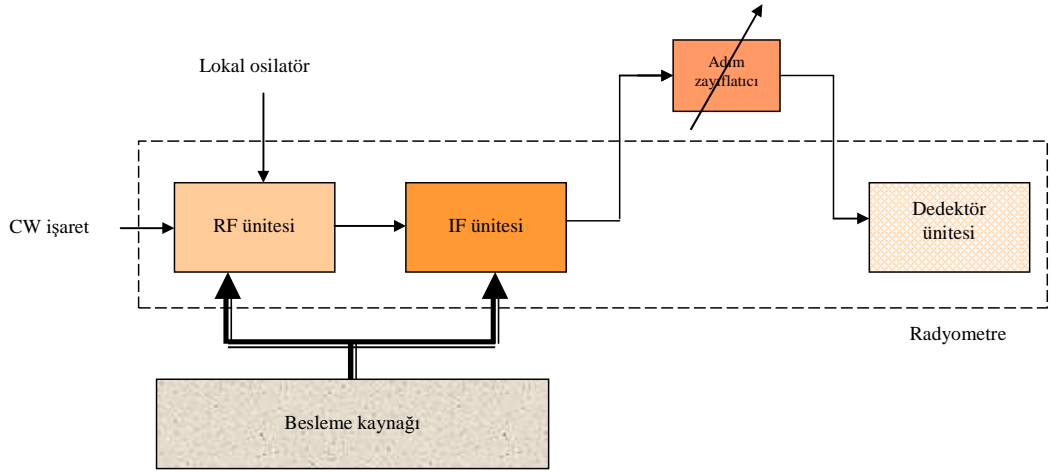 Adım
zayıflatıcı
Lokal osilatör
CW işaret
RF ünitesi
IF ünitesi
Dedektör
ünitesi
Radyometre
Besleme kaynağı